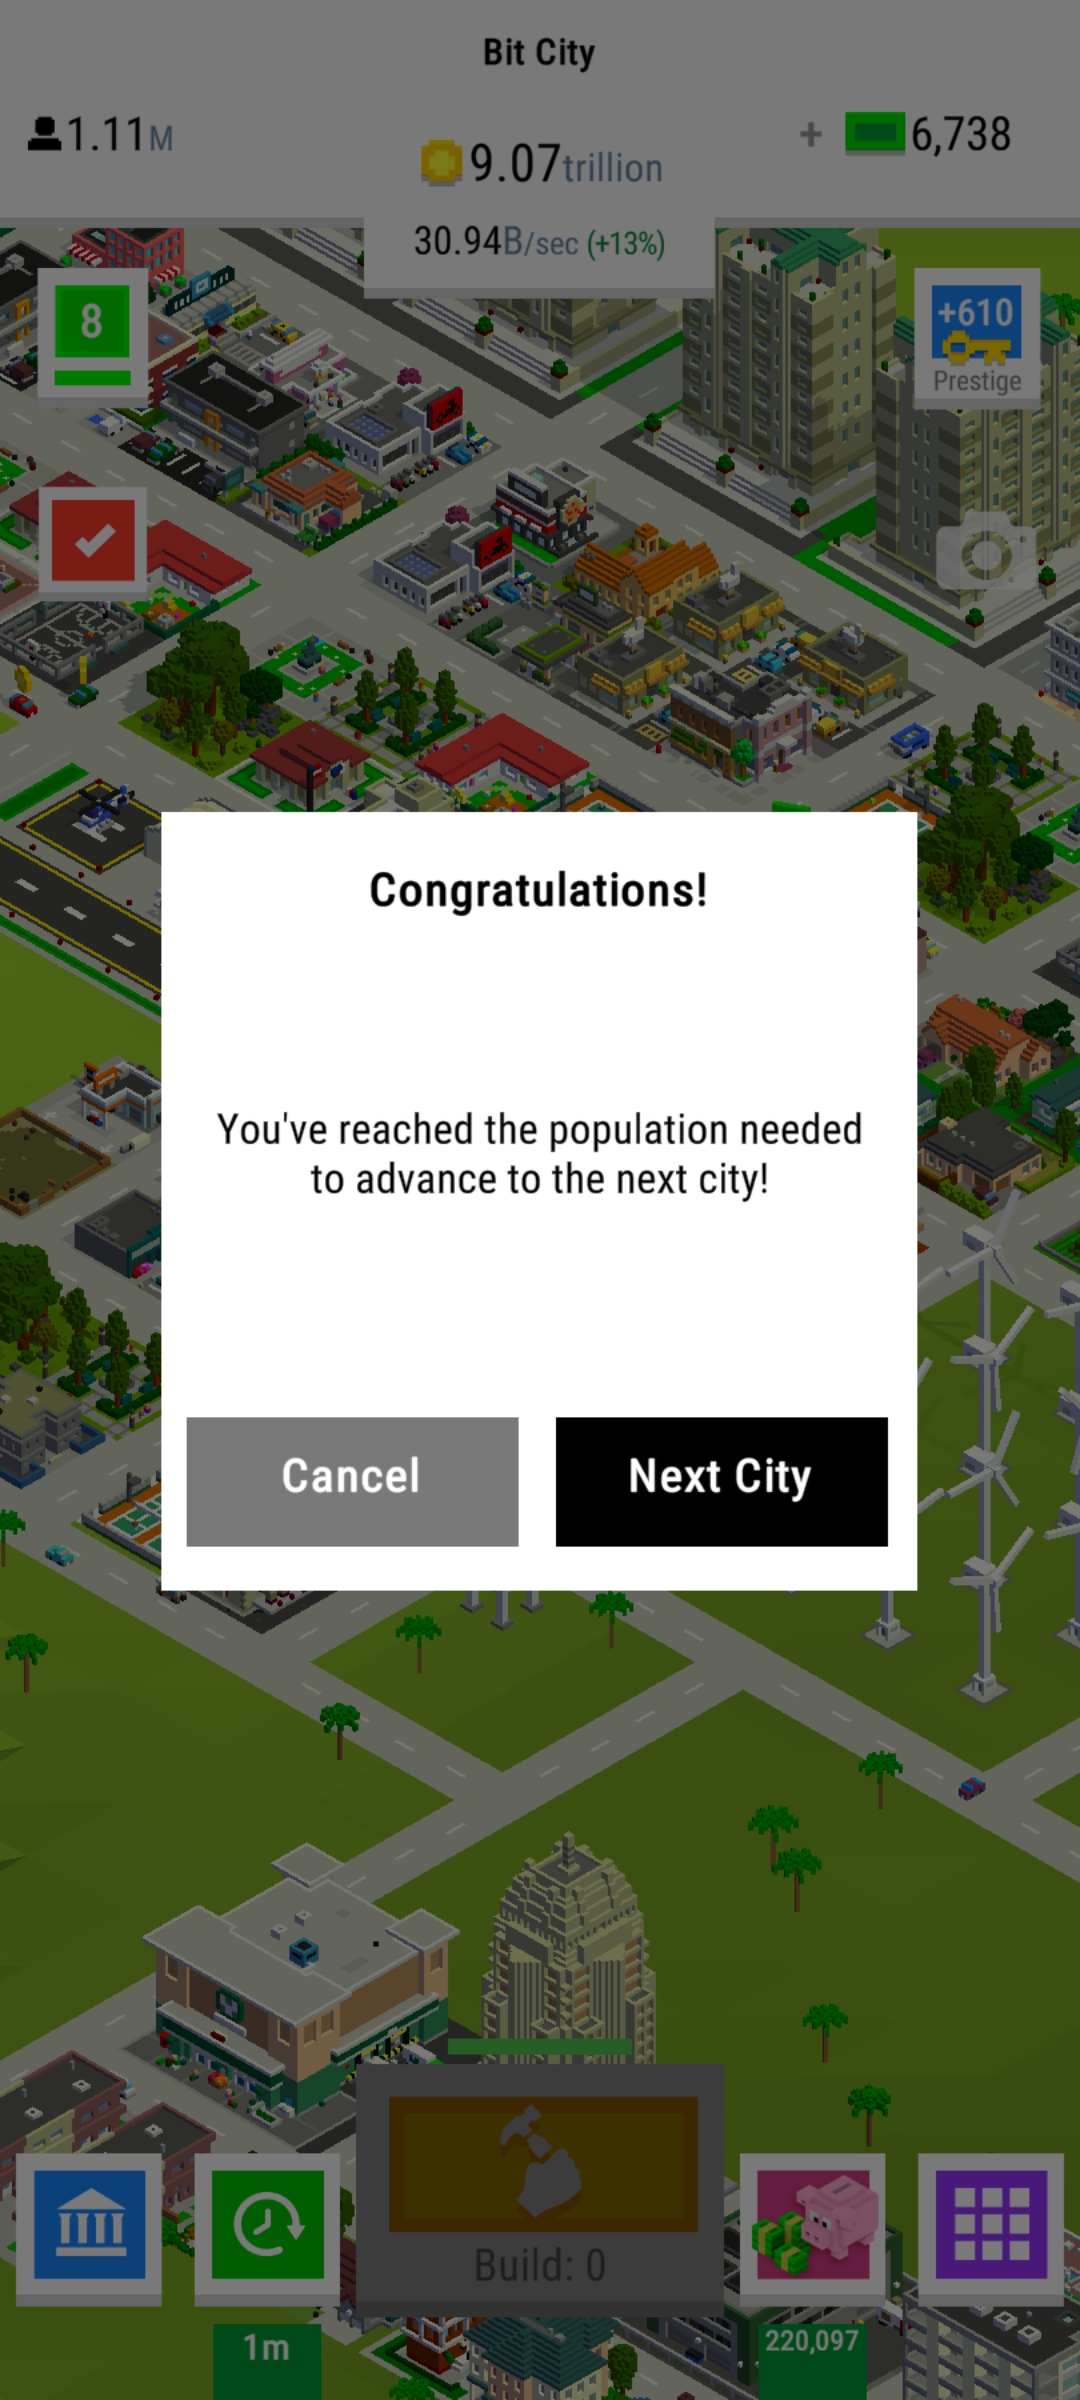 Bit City
1.11M
9.07trillion
+ 6,738
30.94B/sec (+13%)
8
+610
Prestige
Congratulations!
You've reached the population needed
to advance to the next city!
Cancel
Next City
Build: 0
1m
220,097